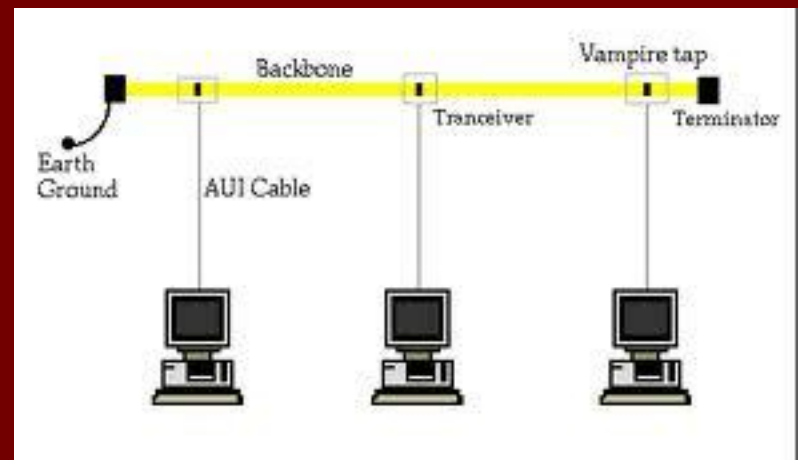 Vampire tap
Backbone
Tranceiver
Terminator
Earth
Ground
AUI Cable